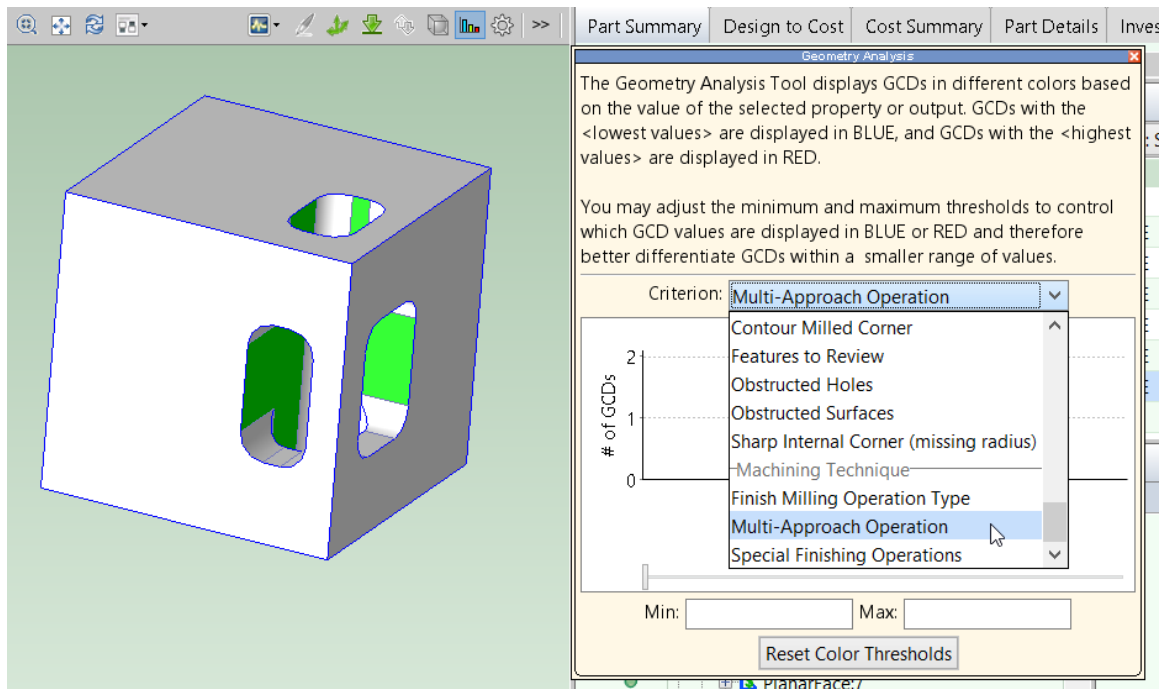 >>
Part Summary
Design to Cost
Cost Summary
Part Details
Inves
Geometry Analysis
The Geometry Analysis Tool displays GCDs in different colors based
on the value of the selected property or output. GCDs with the
<lowest values> are displayed in BLUE, and GCDs with the <highest
values> are displayed in RED.
You may adjust the minimum and maximum thresholds to control
which GCD values are displayed in BLUE or RED and therefore
better differentiate GCDs within a smaller range of values.
Criterion: Multi-Approach Operation
Contour Milled Corner
Features to Review
Obstructed Holes
Obstructed Surfaces
Sharp Internal Corner (missing radius)
Machining Technique
Finish Milling Operation Type
Multi-Approach Operation
Special Finishing Operations
# of GCDs
2
1
0
Min:
Max:
Reset Color Thresholds
PlanarFace:7